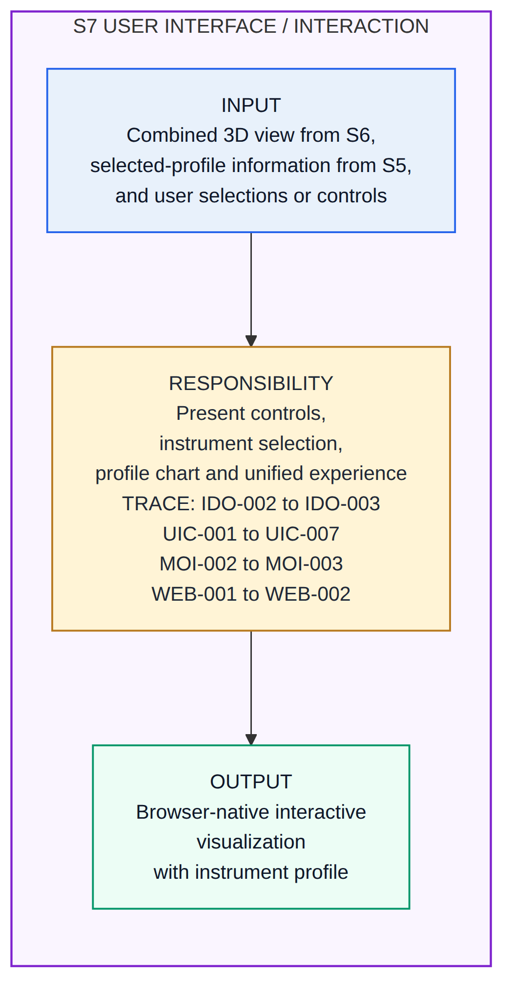 S7 USER INTERFACE / INTERACTION
INPUT
Combined 3D view from S6,
selected-profile information from S5,
and user selections or controls
RESPONSIBILITY
Present controls,
instrument selection,
profile chart and unified experience
TRACE: IDO-002 to IDO-003
UIC-001 to UIC-007
MOI-002 to MOI-003
WEB-001 to WEB-002
OUTPUT
Browser-native interactive
visualization
with instrument profile